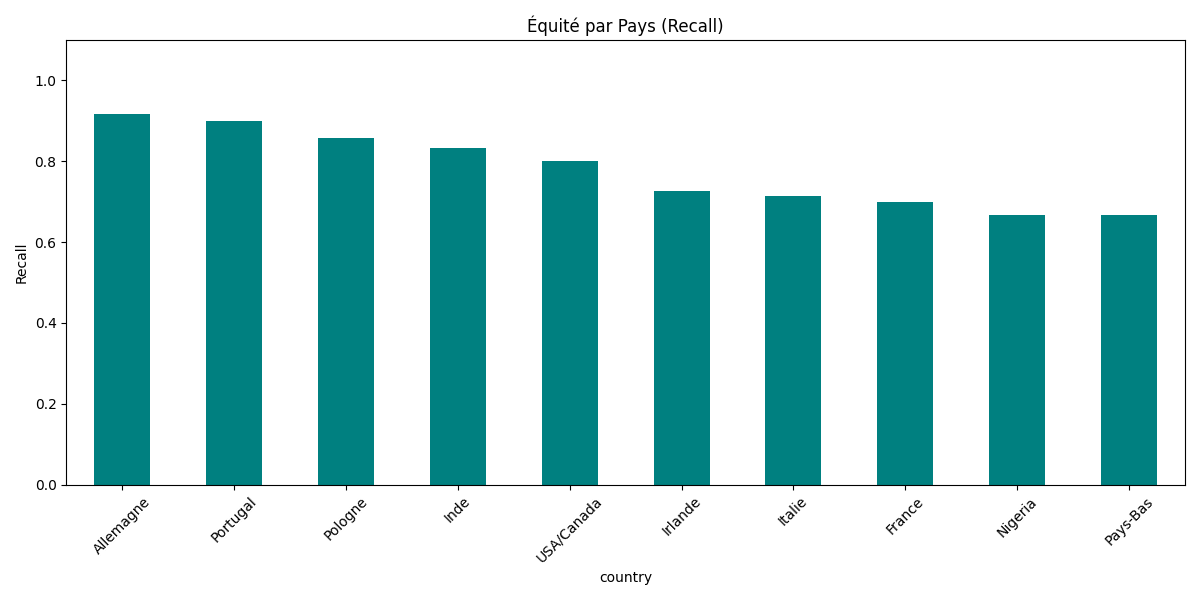 Équité par Pays (Recall)
1.0
0.8
0.6
0.4
0.2
0.0
Recall
Allemagne
Portugal
Pologne
Inde
USA/Canada
Irlande
Italie
France
Nigeria
Pays-Bas
country